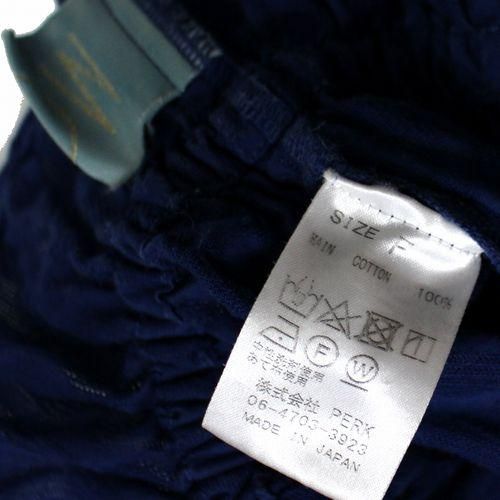 SIZE F
MAIN COTTON 100%
F W
中性洗剤使用
あて布使用
株式会社 PERK
06-4703-3923
MADE IN JAPAN